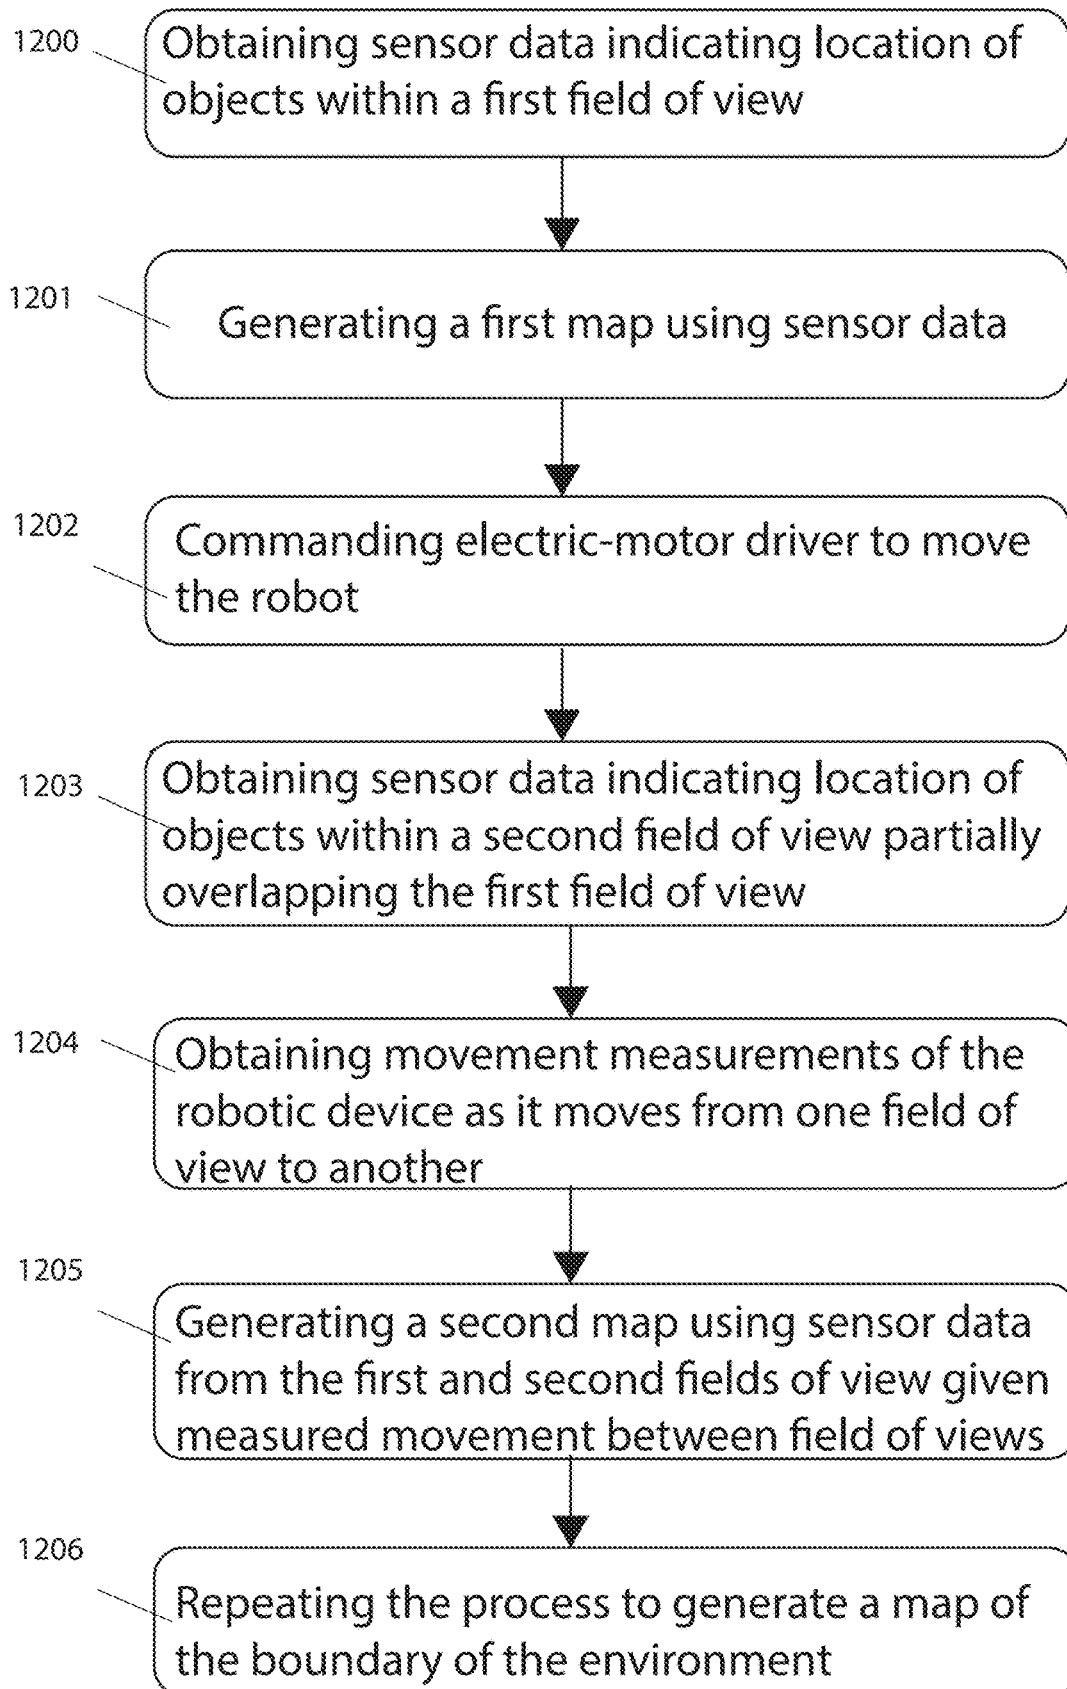 1200
Obtaining sensor data indicating location of
objects within a first field of view
1201
Generating a first map using sensor data
1202
Commanding electric-motor driver to move
the robot
1203
Obtaining sensor data indicating location of
objects within a second field of view partially
overlapping the first field of view
1204
Obtaining movement measurements of the
robotic device as it moves from one field of
view to another
1205
Generating a second map using sensor data
from the first and second fields of view given
measured movement between field of views
1206
Repeating the process to generate a map of
the boundary of the environment